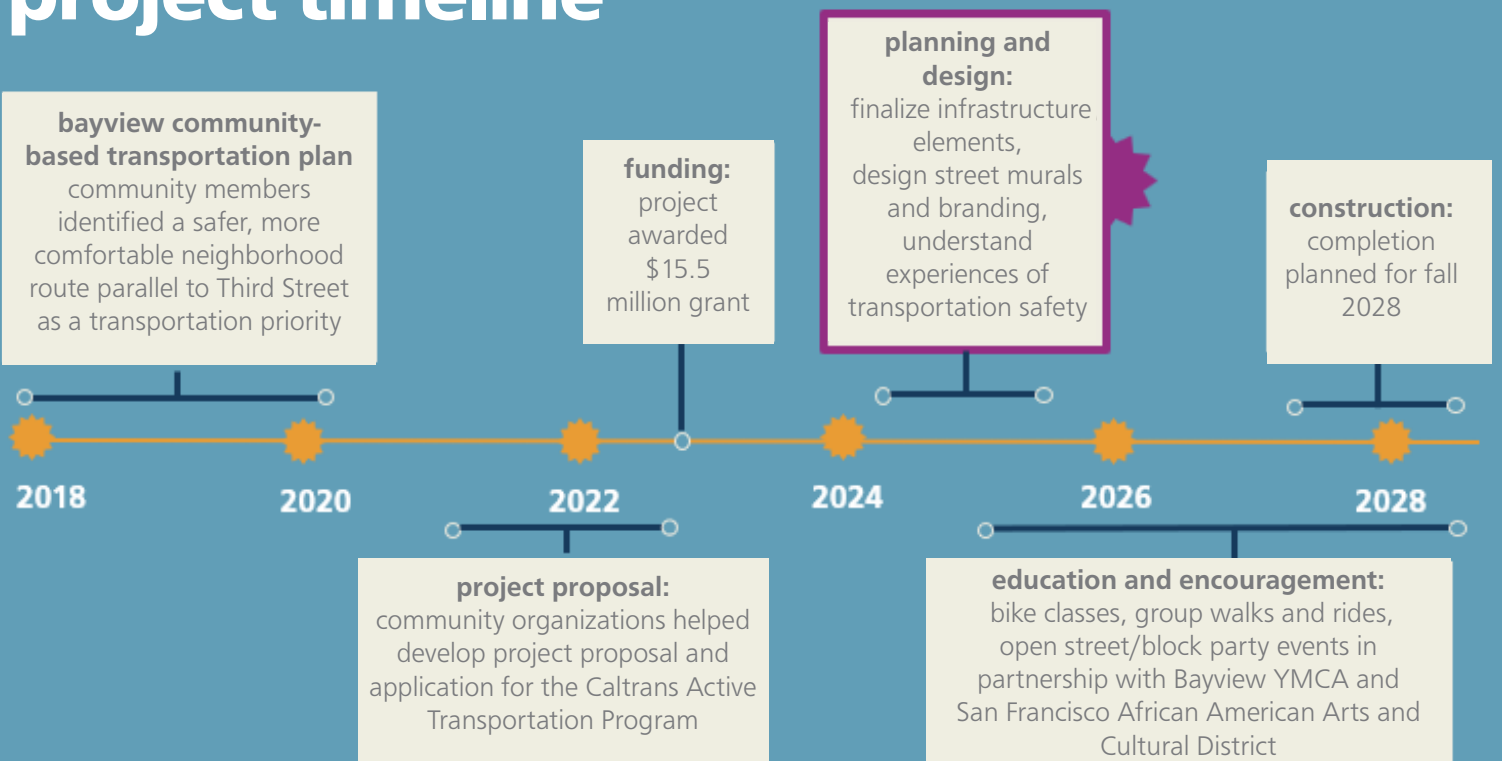 project timeline
bayview community-
based transportation plan
community members
identified a safer, more
comfortable neighborhood
route parallel to Third Street
as a transportation priority
funding:
project
awarded
$15.5
million grant
planning and
design:
finalize infrastructure
elements,
design street murals
and branding,
understand
experiences of
transportation safety
construction:
completion
planned for fall
2028
2018
2020
2022
2024
2026
2028
project proposal:
community organizations helped
develop project proposal and
application for the Caltrans Active
Transportation Program
education and encouragement:
bike classes, group walks and rides,
open street/block party events in
partnership with Bayview YMCA and
San Francisco African American Arts and
Cultural District